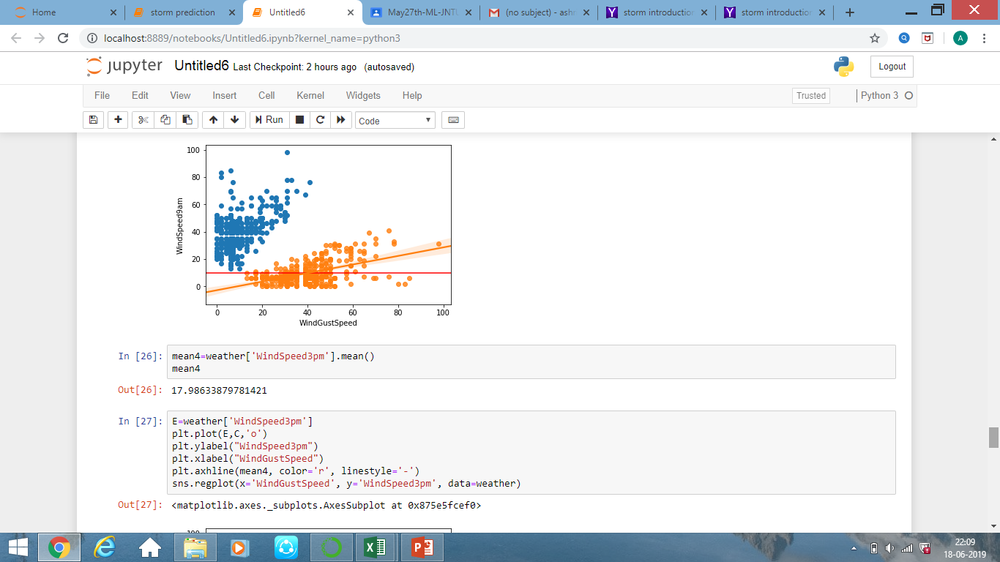 Home
storm prediction
Untitled6
May27th-ML-JNTU
(no subject) - ashr
storm introduction
storm introduction
localhost:8889/notebooks/Untitled6.ipynb?kernel_name=python3
A
jupyter Untitled6 Last Checkpoint: 2 hours ago (autosaved)
Logout
File Edit View Insert Cell Kernel Widgets Help
Trusted
Python 3
Run
Code
100
80
60
40
20
0
WindSpeed9am
0 20 40 60 80 100
WindGustSpeed
In [26]: mean4=weather['WindSpeed3pm'].mean()
mean4
Out[26]: 17.98633879781421
In [27]: E=weather['WindSpeed3pm']
plt.plot(E,C,'o')
plt.ylabel("WindSpeed3pm")
plt.xlabel("WindGustSpeed")
plt.axhline(mean4, color='r', linestyle='-')
sns.regplot(x='WindGustSpeed', y='WindSpeed3pm', data=weather)
Out[27]: <matplotlib.axes._subplots.AxesSubplot at 0x875e5fcef0>
100
22:09
18-06-2019